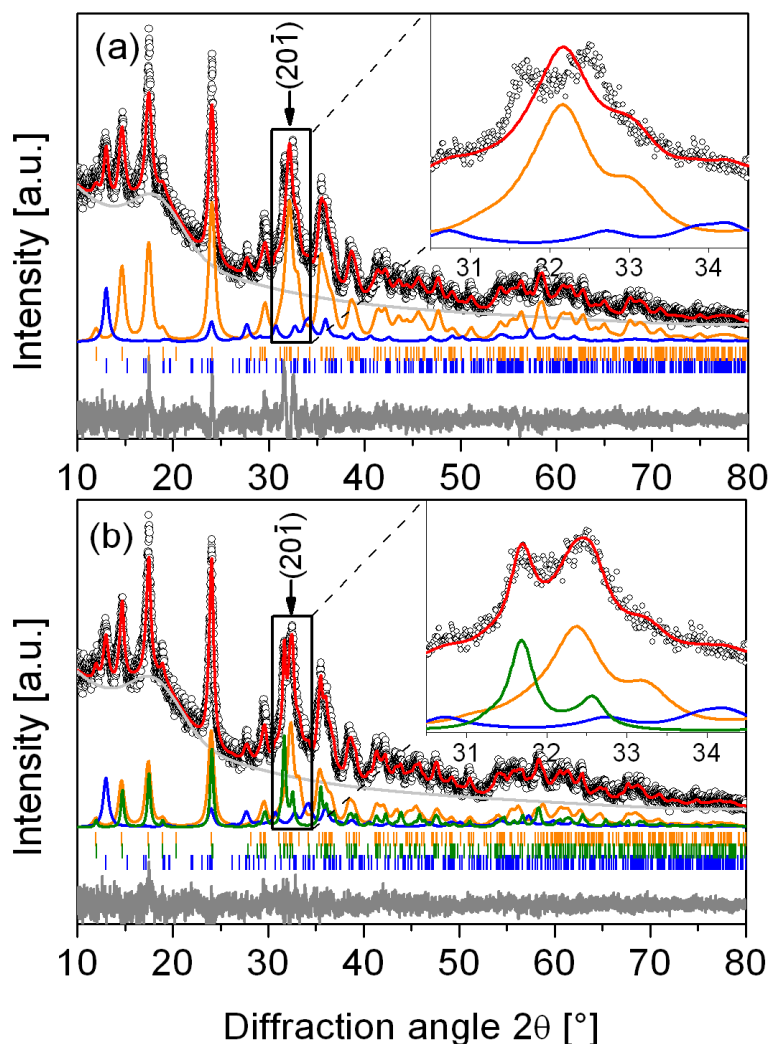 (a)
(201̄)
31 32 33 34
Intensity [a.u.]
10 20 30 40 50 60 70 80
(b)
(201̄)
31 32 33 34
Intensity [a.u.]
10 20 30 40 50 60 70 80
Diffraction angle 2θ [°]